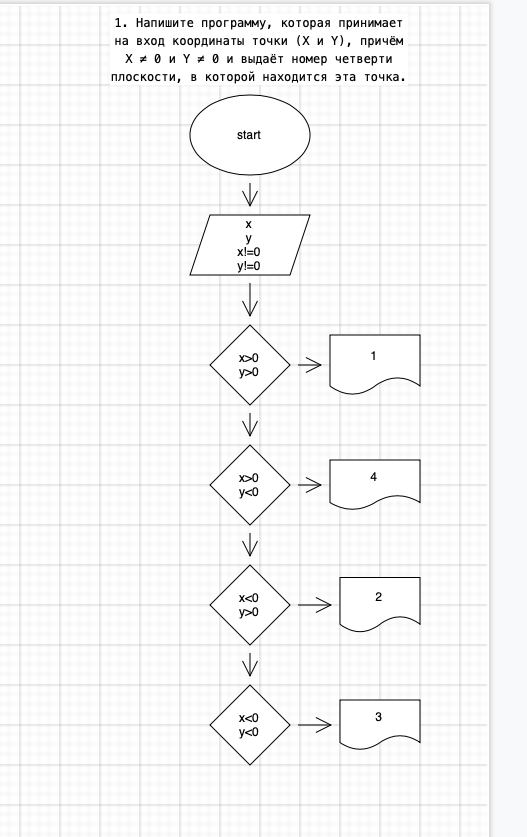 1. Напишите программу, которая принимает
на вход координаты точки (X и Y), причём
X ≠ 0 и Y ≠ 0 и выдаёт номер четверти
плоскости, в которой находится эта точка.
start
x
y
x!=0
y!=0
x>0
y>0
1
x>0
y<0
4
x<0
y>0
2
x<0
y<0
3